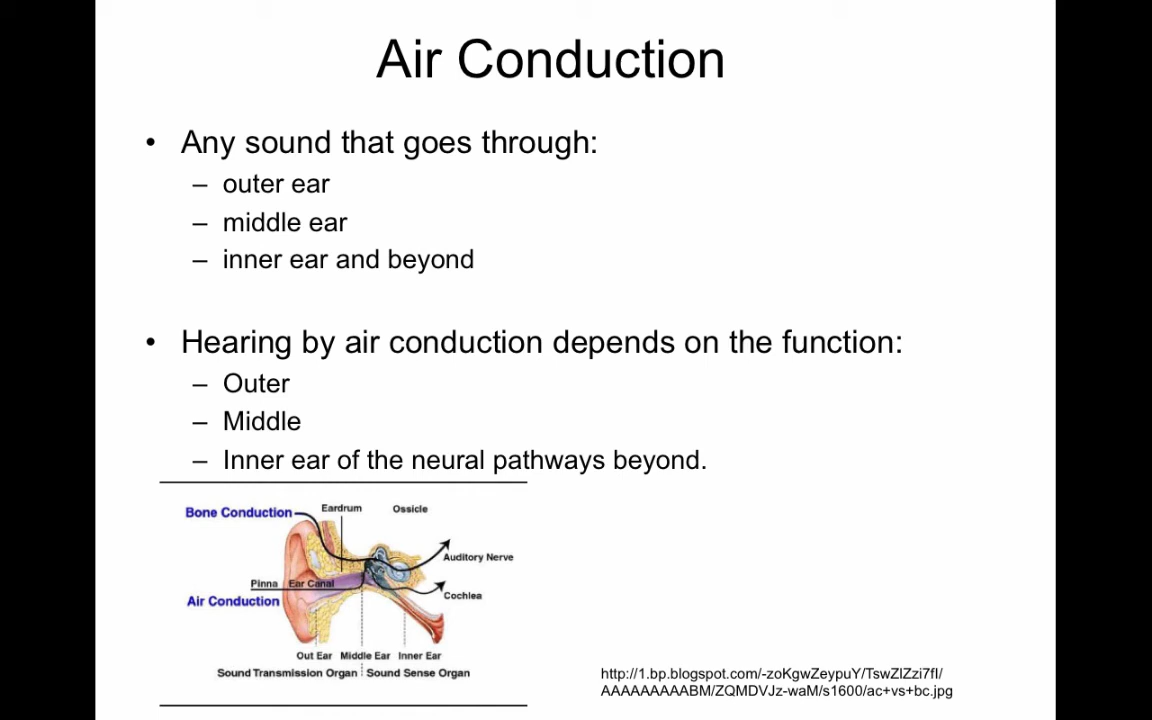 Air Conduction
• Any sound that goes through:
– outer ear
– middle ear
– inner ear and beyond
• Hearing by air conduction depends on the function:
– Outer
– Middle
– Inner ear of the neural pathways beyond.
Bone Conduction
Eardrum
Ossicle
Auditory Nerve
Pinna
Ear Canal
Air Conduction
Cochlea
Out Ear Middle Ear Inner Ear
Sound Transmission Organ Sound Sense Organ
http://1.bp.blogspot.com/-zoKgwZeypuY/TswZlZzi7fI/
AAAAAAAAABM/ZQMDVJz-waM/s1600/ac+vs+bc.jpg